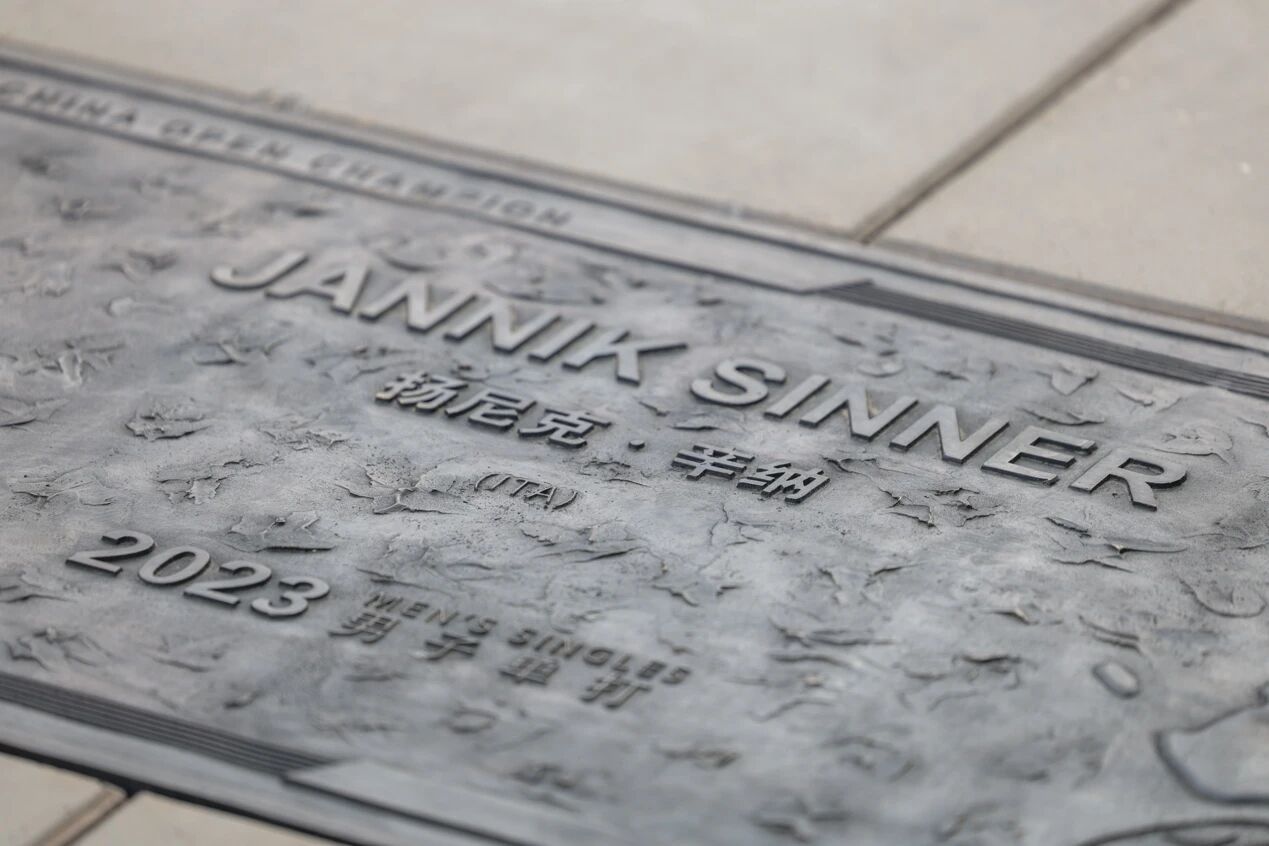 CHINA OPEN CHAMPION
JANNIK SINNER
扬尼克·辛纳
(ITA)
2023
MEN'S SINGLES
男子单打